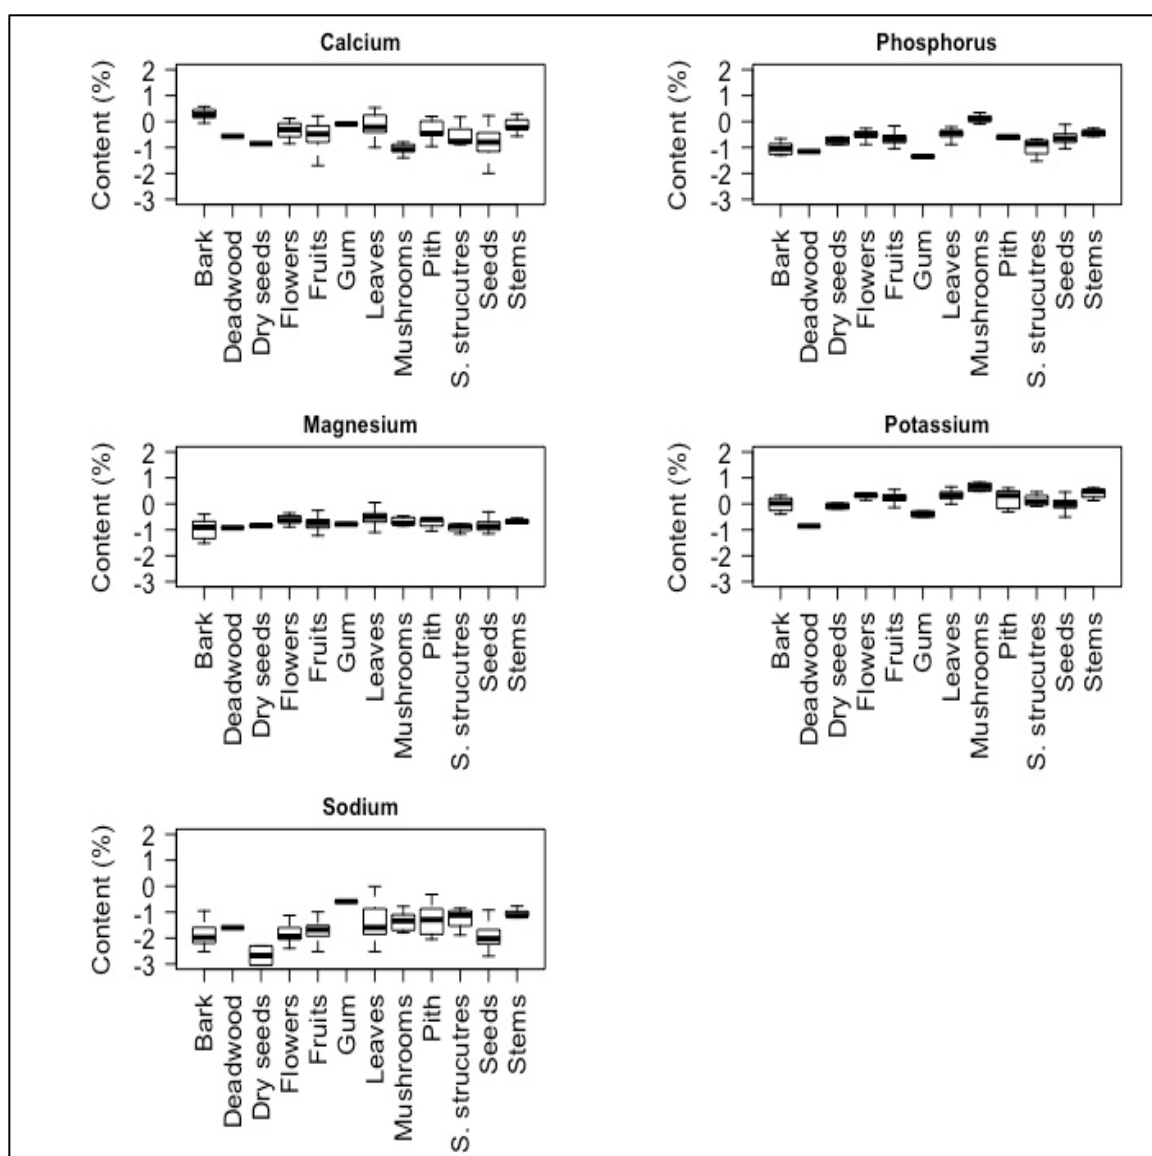 Calcium
Content (%)
2
1
0
-1
-2
-3
Bark
Deadwood
Dry seeds
Flowers
Fruits
Gum
Leaves
Mushrooms
Pith
S. strucutres
Seeds
Stems
Phosphorus
Content (%)
2
1
0
-1
-2
-3
Bark
Deadwood
Dry seeds
Flowers
Fruits
Gum
Leaves
Mushrooms
Pith
S. strucutres
Seeds
Stems
Magnesium
Content (%)
2
1
0
-1
-2
-3
Bark
Deadwood
Dry seeds
Flowers
Fruits
Gum
Leaves
Mushrooms
Pith
S. strucutres
Seeds
Stems
Potassium
Content (%)
2
1
0
-1
-2
-3
Bark
Deadwood
Dry seeds
Flowers
Fruits
Gum
Leaves
Mushrooms
Pith
S. strucutres
Seeds
Stems
Sodium
Content (%)
2
1
0
-1
-2
-3
Bark
Deadwood
Dry seeds
Flowers
Fruits
Gum
Leaves
Mushrooms
Pith
S. strucutres
Seeds
Stems